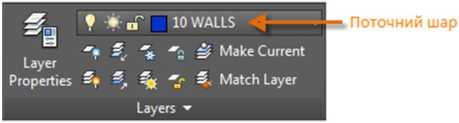 10 WALLS
Поточний шар
Layer
Properties
Make Current
Match Layer
Layers